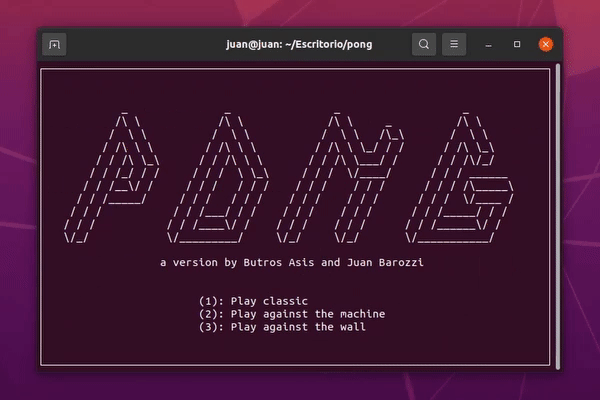 juan@juan: ~/Escritorio/pong
PONG
a version by Butros Asis and Juan Barozzi
(1): Play classic
(2): Play against the machine
(3): Play against the wall